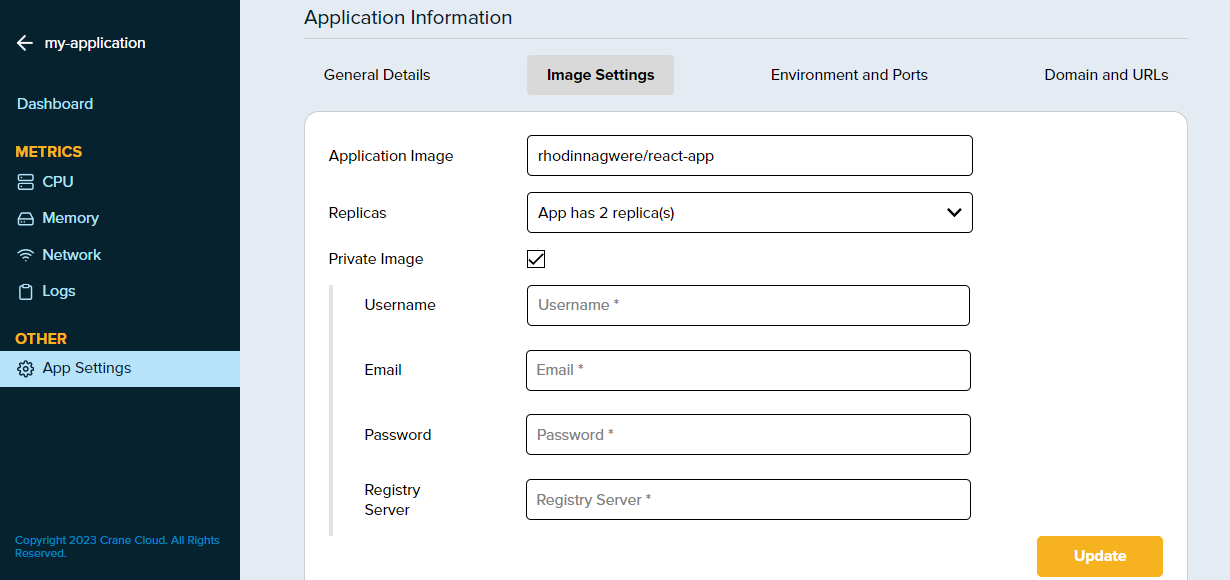 my-application
Dashboard
METRICS
CPU
Memory
Network
Logs
OTHER
App Settings
Copyright 2023 Crane Cloud. All Rights
Reserved.
Application Information
General Details
Image Settings
Environment and Ports
Domain and URLs
Application Image
rhodinnagwere/react-app
Replicas
App has 2 replica(s)
Private Image
Username
Username *
Email
Email *
Password
Password *
Registry
Server
Registry Server *
Update